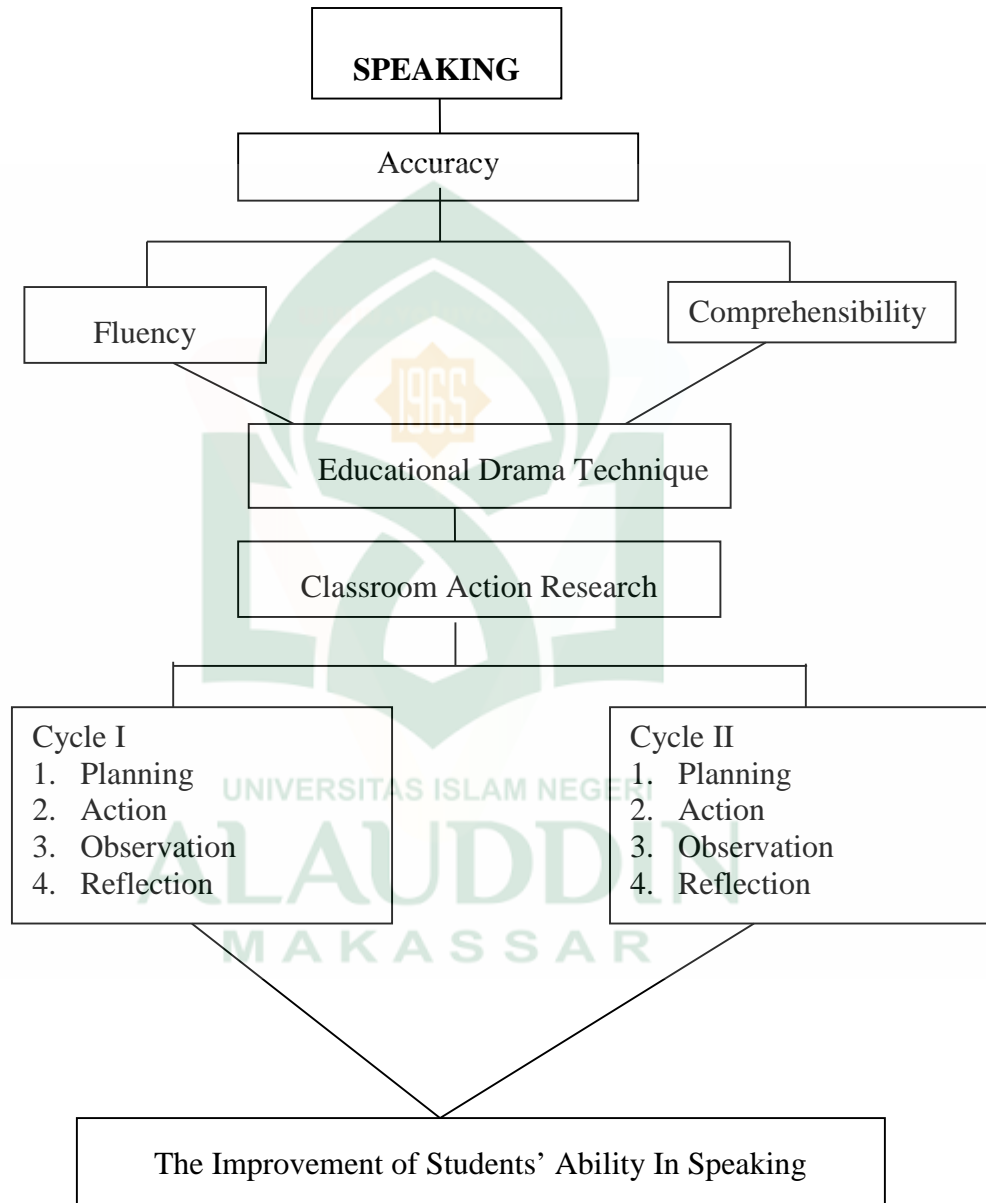 SPEAKING
Accuracy
Fluency
Comprehensibility
1965
Educational Drama Technique
Classroom Action Research
Cycle I
1. Planning
2. Action
3. Observation
4. Reflection
Cycle II
1. Planning
2. Action
3. Observation
4. Reflection
UNIVERSITAS ISLAM NEGERI
ALAUDDIN
MAKASSAR
The Improvement of Students’ Ability In Speaking